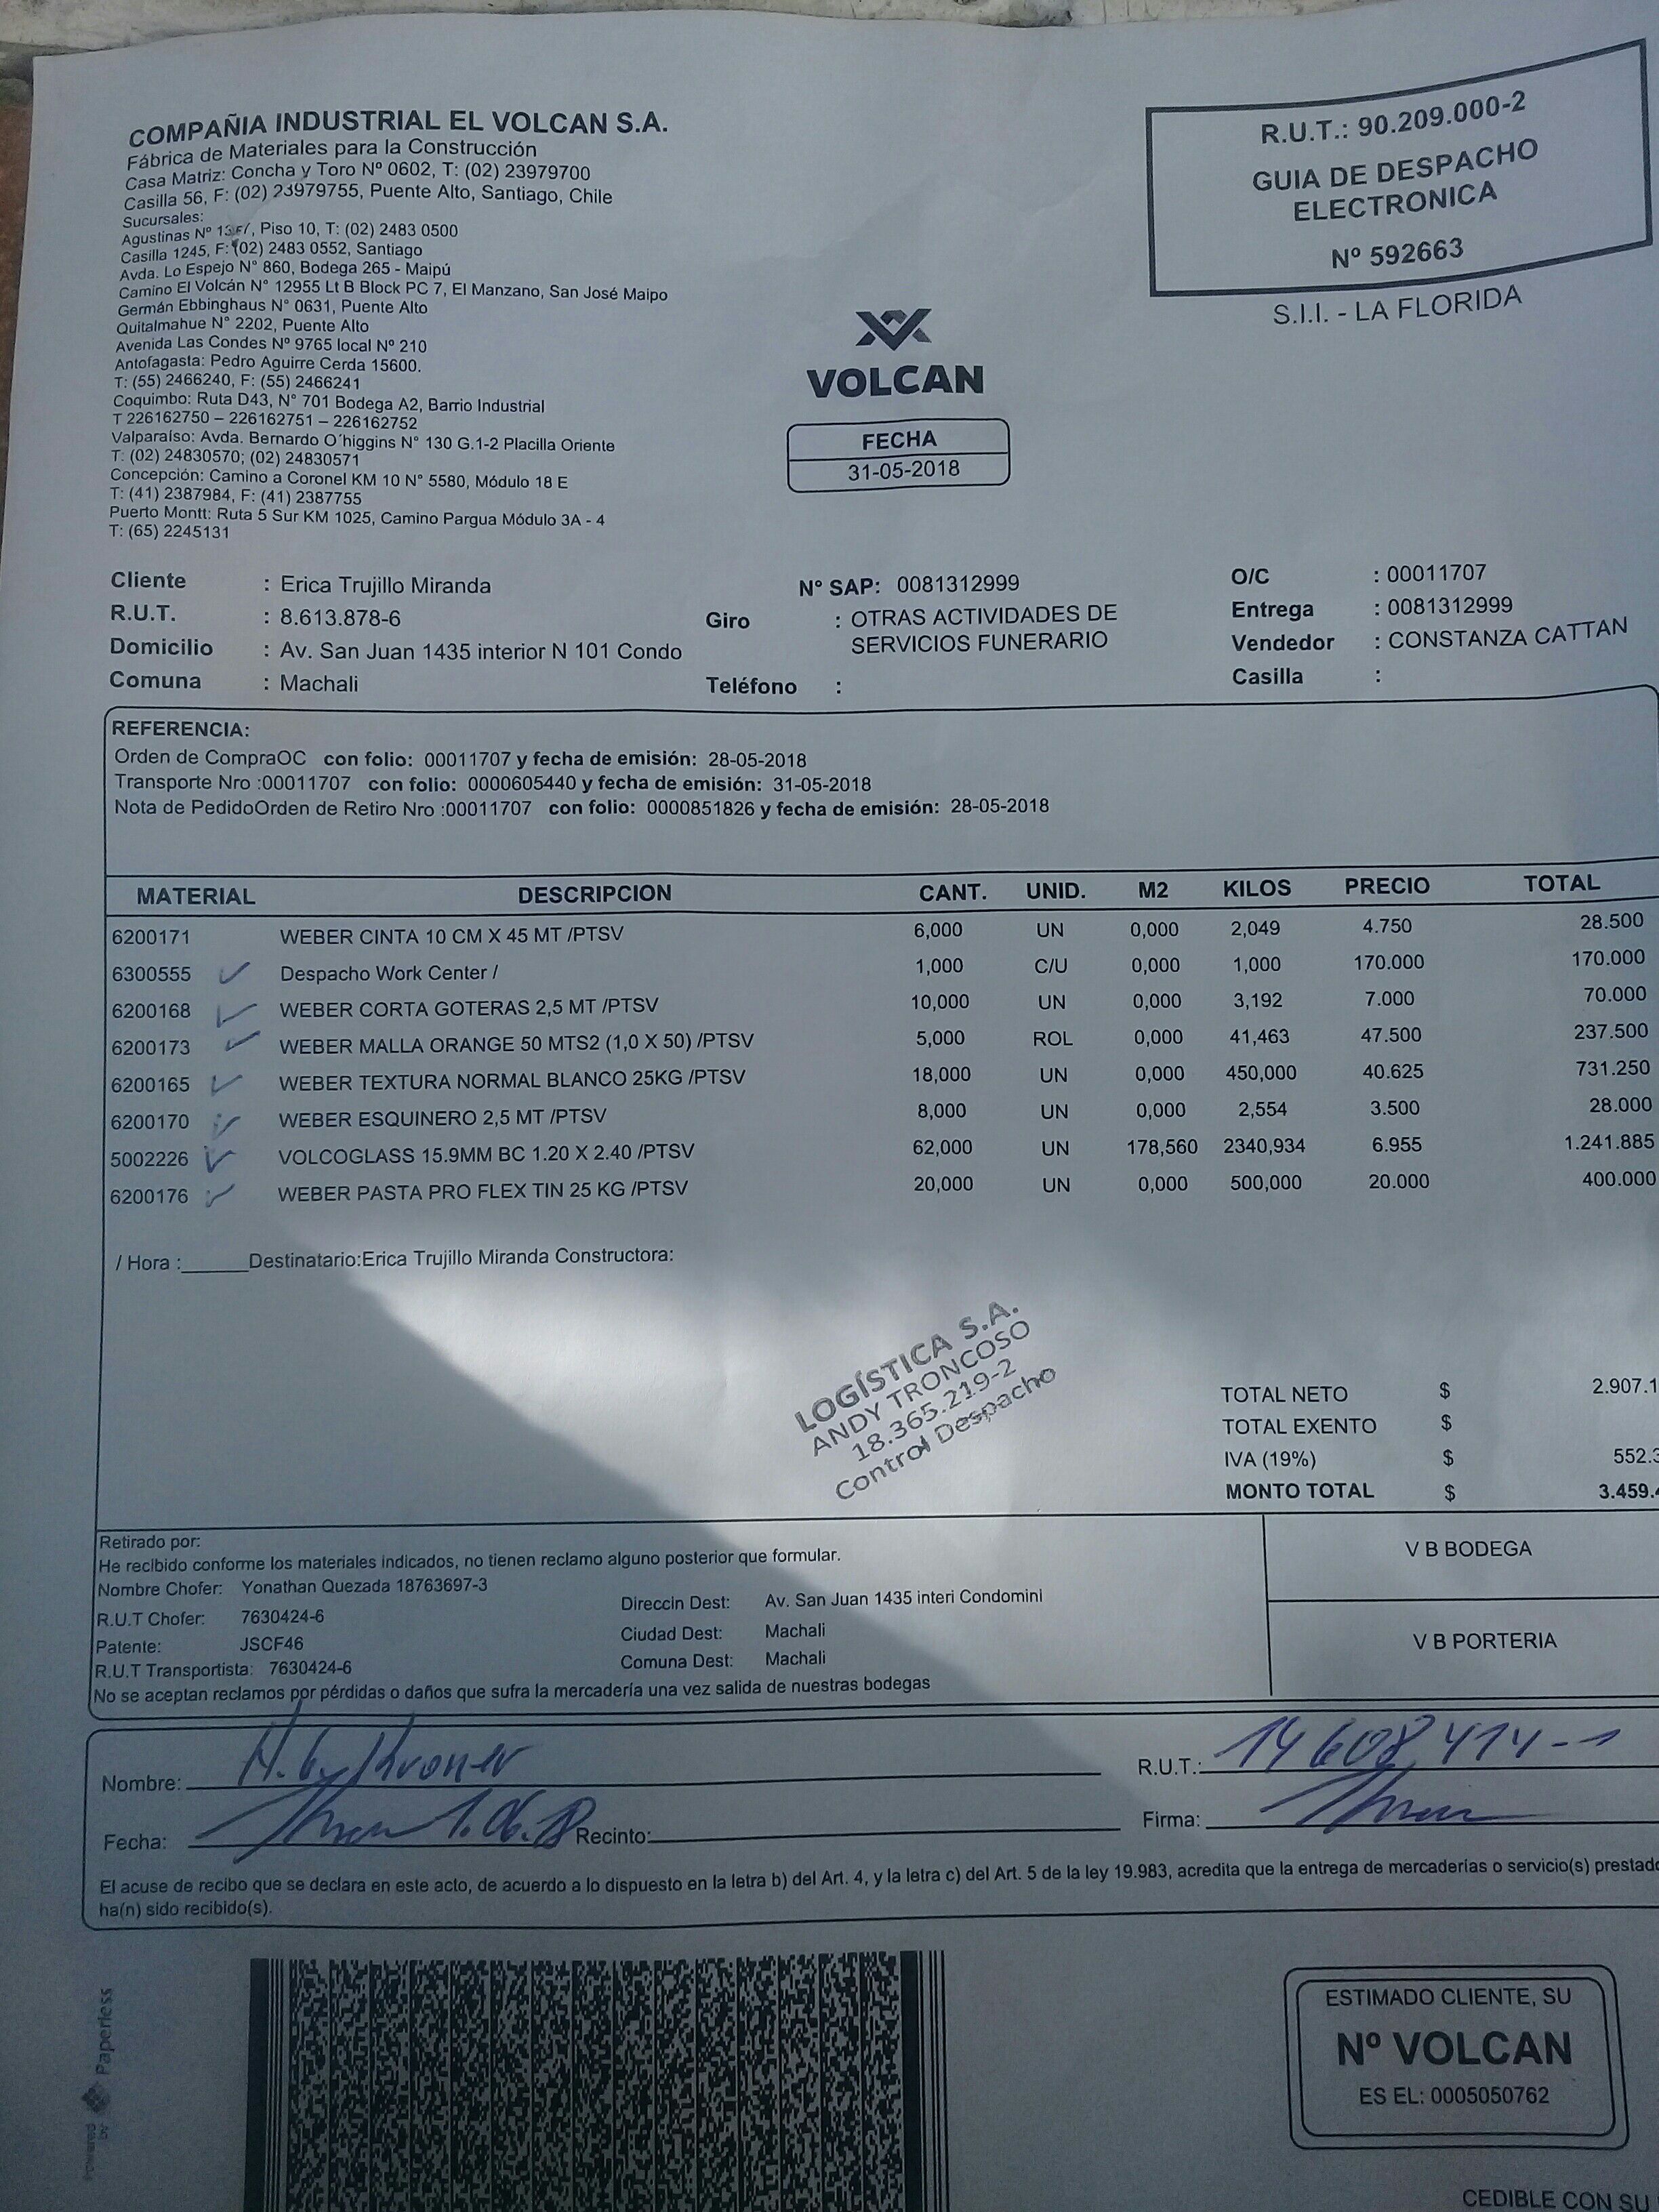 COMPAÑIA INDUSTRIAL EL VOLCAN S.A.
Fábrica de Materiales para la Construcción
Casa Matriz: Concha y Toro Nº 0602, T: (02) 23979700
Casilla 56, F: (02) 23979755, Puente Alto, Santiago, Chile
Sucursales:
Agustinas Nº , Piso 10, T: (02) 2483 0500
Casilla 1245, F: (02) 2483 0552, Santiago
Avda. Lo Espejo N° 860, Bodega 265 - Maipú
Camino El Volcán N° 12955 Lt B Block PC 7, El Manzano, San José Maipo
Germán Ebbinghaus N° 0631, Puente Alto
Quitalmahue N° 2202, Puente Alto
Avenida Las Condes Nº 9765 local Nº 210
Antofagasta: Pedro Aguirre Cerda 15600.
T: (55) 2466240, F: (55) 2466241
Coquimbo: Ruta D43, N° 701 Bodega A2, Barrio Industrial
T 226162750 – 226162751 – 226162752
Valparaíso: Avda. Bernardo O´higgins N° 130 G.1-2 Placilla Oriente
T: (02) 24830570; (02) 24830571
Concepción: Camino a Coronel KM 10 N° 5580, Módulo 18 E
T: (41) 2387984, F: (41) 2387755
Puerto Montt: Ruta 5 Sur KM 1025, Camino Pargua Módulo 3A - 4
T: (65) 2245131
R.U.T.: 90.209.000-2
GUIA DE DESPACHO
ELECTRONICA
Nº 592663
S.I.I. - LA FLORIDA
VOLCAN
FECHA
31-05-2018
Cliente : Erica Trujillo Miranda N° SAP: 0081312999 O/C : 00011707
R.U.T. : 8.613.878-6 Giro : OTRAS ACTIVIDADES DE SERVICIOS FUNERARIO Entrega : 0081312999
Domicilio : Av. San Juan 1435 interior N 101 Condo Vendedor : CONSTANZA CATTAN
Comuna : Machali Teléfono : Casilla :
REFERENCIA:
Orden de CompraOC con folio: 00011707 y fecha de emisión: 28-05-2018
Transporte Nro :00011707 con folio: 0000605440 y fecha de emisión: 31-05-2018
Nota de PedidoOrden de Retiro Nro :00011707 con folio: 0000851826 y fecha de emisión: 28-05-2018
MATERIAL DESCRIPCION CANT. UNID. M2 KILOS PRECIO TOTAL
6200171 WEBER CINTA 10 CM X 45 MT /PTSV 6,000 UN 0,000 2,049 4.750 28.500
6300555 Despacho Work Center / 1,000 C/U 0,000 1,000 170.000 170.000
6200168 WEBER CORTA GOTERAS 2,5 MT /PTSV 10,000 UN 0,000 3,192 7.000 70.000
6200173 WEBER MALLA ORANGE 50 MTS2 (1,0 X 50) /PTSV 5,000 ROL 0,000 41,463 47.500 237.500
6200165 WEBER TEXTURA NORMAL BLANCO 25KG /PTSV 18,000 UN 0,000 450,000 40.625 731.250
6200170 WEBER ESQUINERO 2,5 MT /PTSV 8,000 UN 0,000 2,554 3.500 28.000
5002226 VOLCOGLASS 15.9MM BC 1.20 X 2.40 /PTSV 62,000 UN 178,560 2340,934 6.955 1.241.885
6200176 WEBER PASTA PRO FLEX TIN 25 KG /PTSV 20,000 UN 0,000 500,000 20.000 400.000
/ Hora :______Destinatario:Erica Trujillo Miranda Constructora:
LOGÍSTICA S.A.
ANDY TRONCOSO
18.365.219-2
Control Despacho
TOTAL NETO $ 2.907.1
TOTAL EXENTO $
IVA (19%) $ 552.3
MONTO TOTAL $ 3.459.4
Retirado por:
He recibido conforme los materiales indicados, no tienen reclamo alguno posterior que formular.
Nombre Chofer: Yonathan Quezada 18763697-3
R.U.T Chofer: 7630424-6
Patente: JSCF46
R.U.T Transportista: 7630424-6
Direccin Dest: Av. San Juan 1435 interi Condomini
Ciudad Dest: Machali
Comuna Dest: Machali
No se aceptan reclamos por pérdidas o daños que sufra la mercadería una vez salida de nuestras bodegas
V B BODEGA
V B PORTERIA
Nombre: R.U.T.: 14608414-1
Fecha: 1.06.18 Recinto: Firma:
El acuse de recibo que se declara en este acto, de acuerdo a lo dispuesto en la letra b) del Art. 4, y la letra c) del Art. 5 de la ley 19.983, acredita que la entrega de mercaderías o servicio(s) prestado
ha(n) sido recibido(s).
Powered by Paperless
ESTIMADO CLIENTE, SU
Nº VOLCAN
ES EL: 0005050762
CEDIBLE CON SU